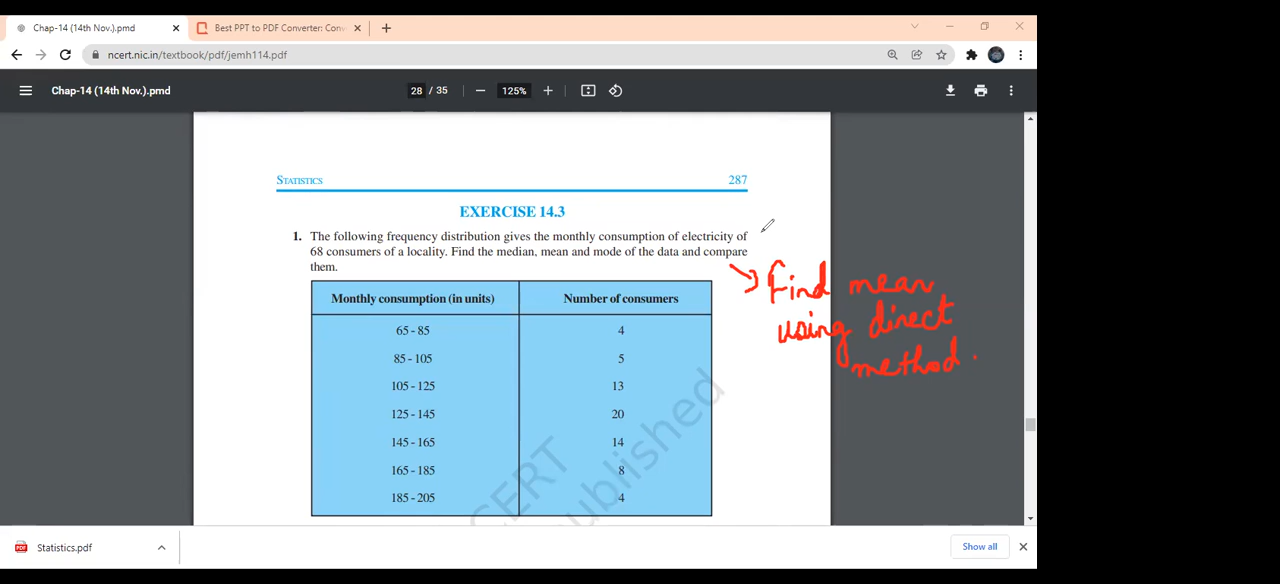 Chap-14 (14th Nov.).pmd
Best PPT to PDF Converter: Conv
ncert.nic.in/textbook/pdf/jemh114.pdf
Chap-14 (14th Nov.).pmd
28 / 35
125%
STATISTICS
287
EXERCISE 14.3
1. The following frequency distribution gives the monthly consumption of electricity of
68 consumers of a locality. Find the median, mean and mode of the data and compare
them.
Find mean
using direct
method.
Monthly consumption (in units) Number of consumers
65 - 85 4
85 - 105 5
105 - 125 13
125 - 145 20
145 - 165 14
165 - 185 8
185 - 205 4
CERT
published
Statistics.pdf
Show all